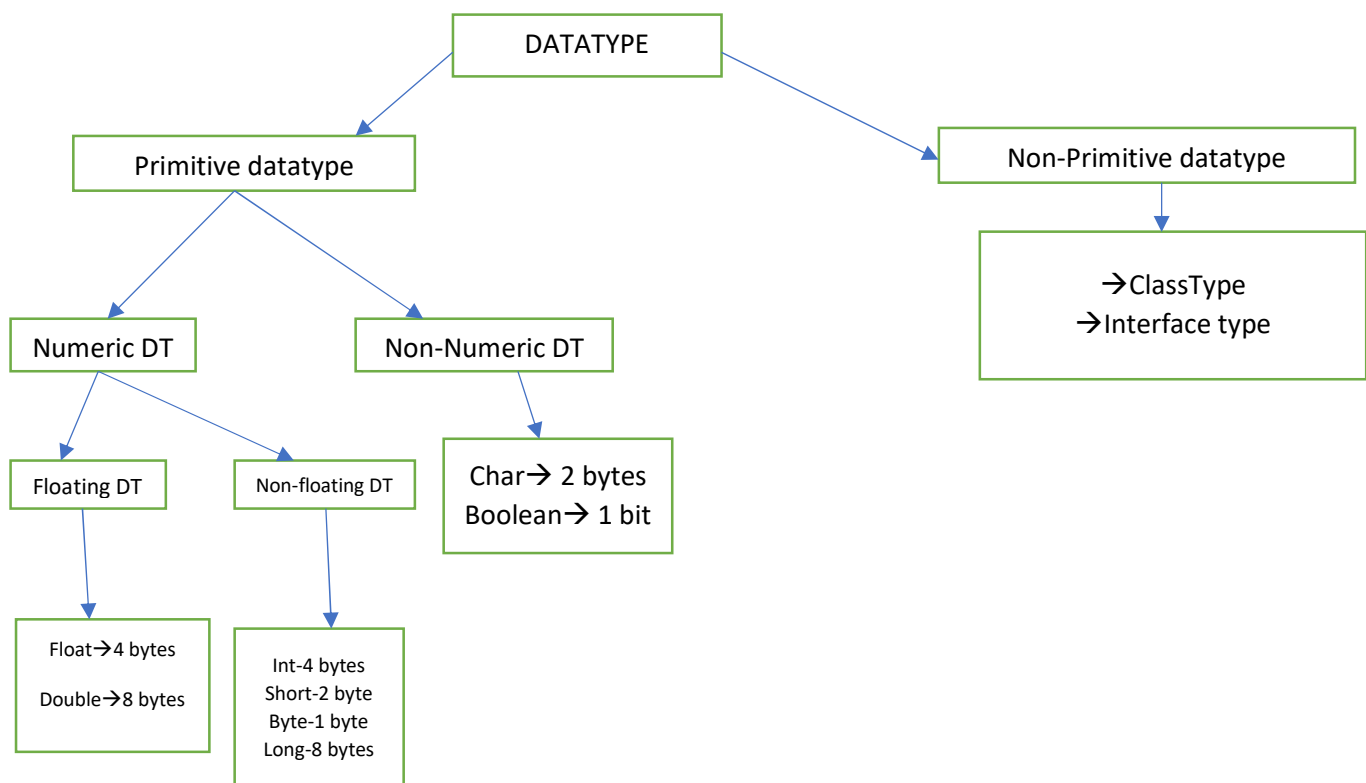 DATATYPE
Primitive datatype
Non-Primitive datatype
→ClassType
→Interface type
Numeric DT
Non-Numeric DT
Floating DT
Non-floating DT
Char→ 2 bytes
Boolean→ 1 bit
Float→4 bytes
Double→8 bytes
Int-4 bytes
Short-2 byte
Byte-1 byte
Long-8 bytes